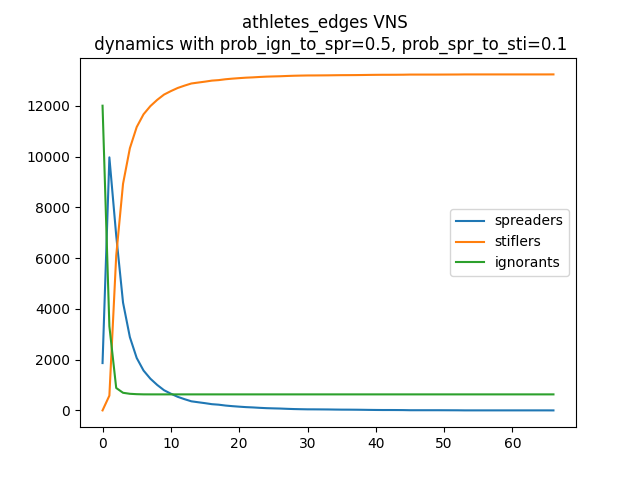 athletes_edges VNS
dynamics with prob_ign_to_spr=0.5, prob_spr_to_sti=0.1
12000
10000
8000
6000
4000
2000
0
spreaders
stiflers
ignorants
0 10 20 30 40 50 60